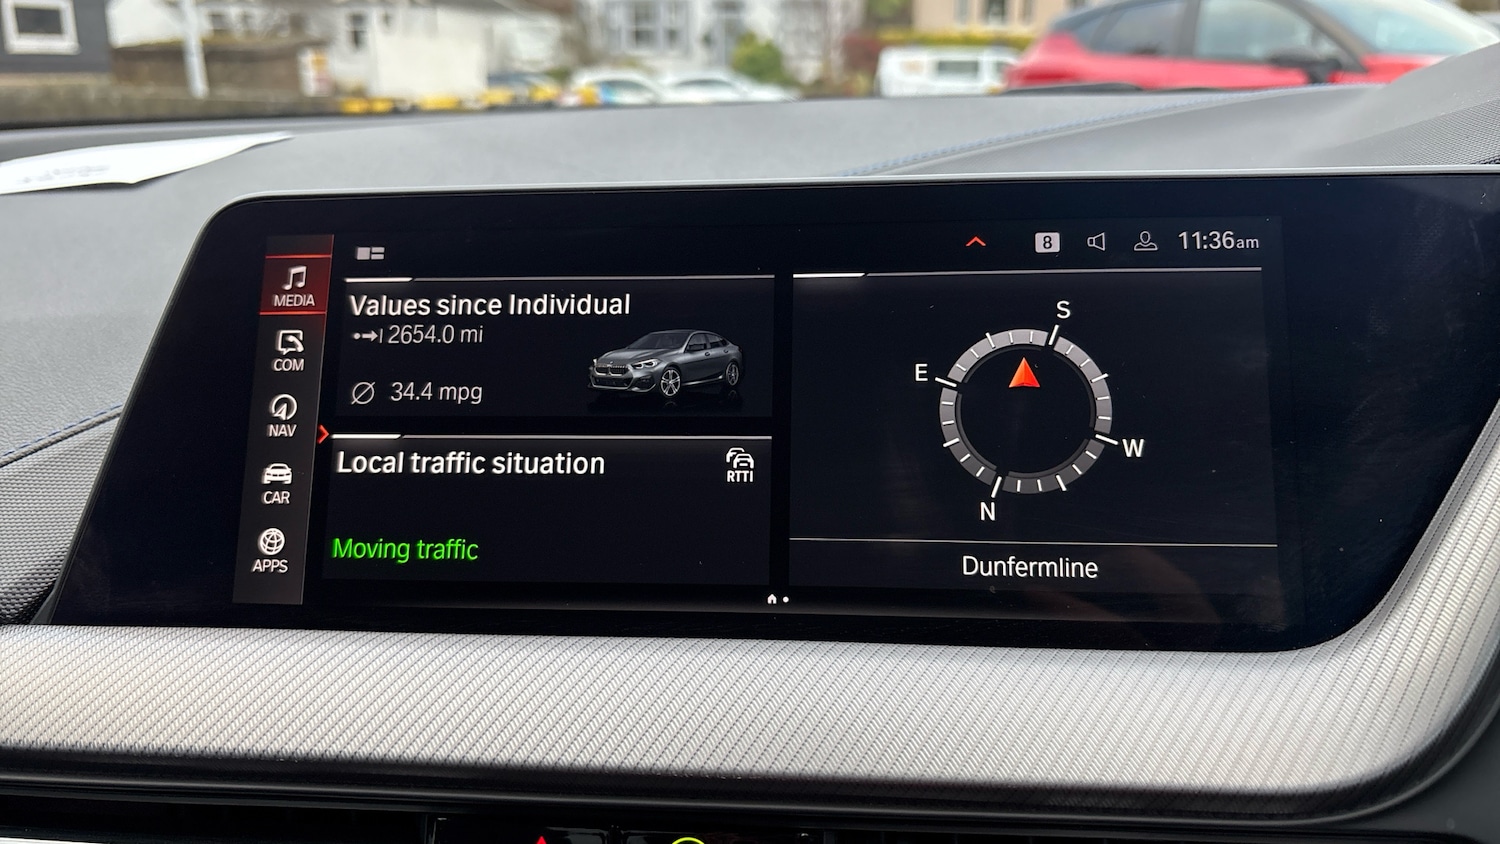 8
11:36am
MEDIA
COM
NAV
CAR
APPS
Values since Individual
2654.0 mi
34.4 mpg
Local traffic situation
RTTI
Moving traffic
S
E
W
N
Dunfermline